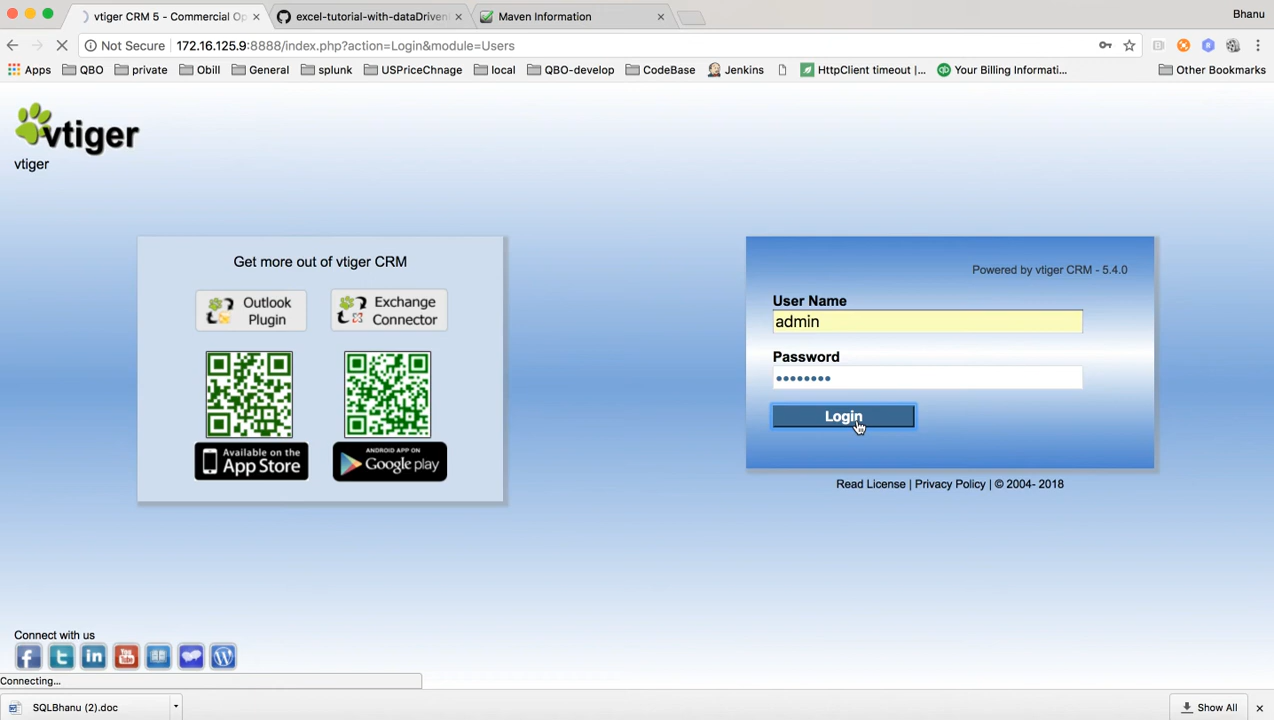 vtiger CRM 5 - Commercial Op
excel-tutorial-with-dataDriven
Maven Information
Bhanu
Not Secure
172.16.125.9:8888/index.php?action=Login&module=Users
Apps
QBO
private
Obill
General
splunk
USPriceChnage
local
QBO-develop
CodeBase
Jenkins
HttpClient timeout |...
Your Billing Informati...
Other Bookmarks
vtiger
vtiger
Get more out of vtiger CRM
Outlook
Plugin
Exchange
Connector
Available on the
App Store
ANDROID APP ON
Google play
Powered by vtiger CRM - 5.4.0
User Name
admin
Password
••••••••
Login
Read License | Privacy Policy | © 2004- 2018
Connect with us
Connecting...
SQLBhanu (2).doc
Show All